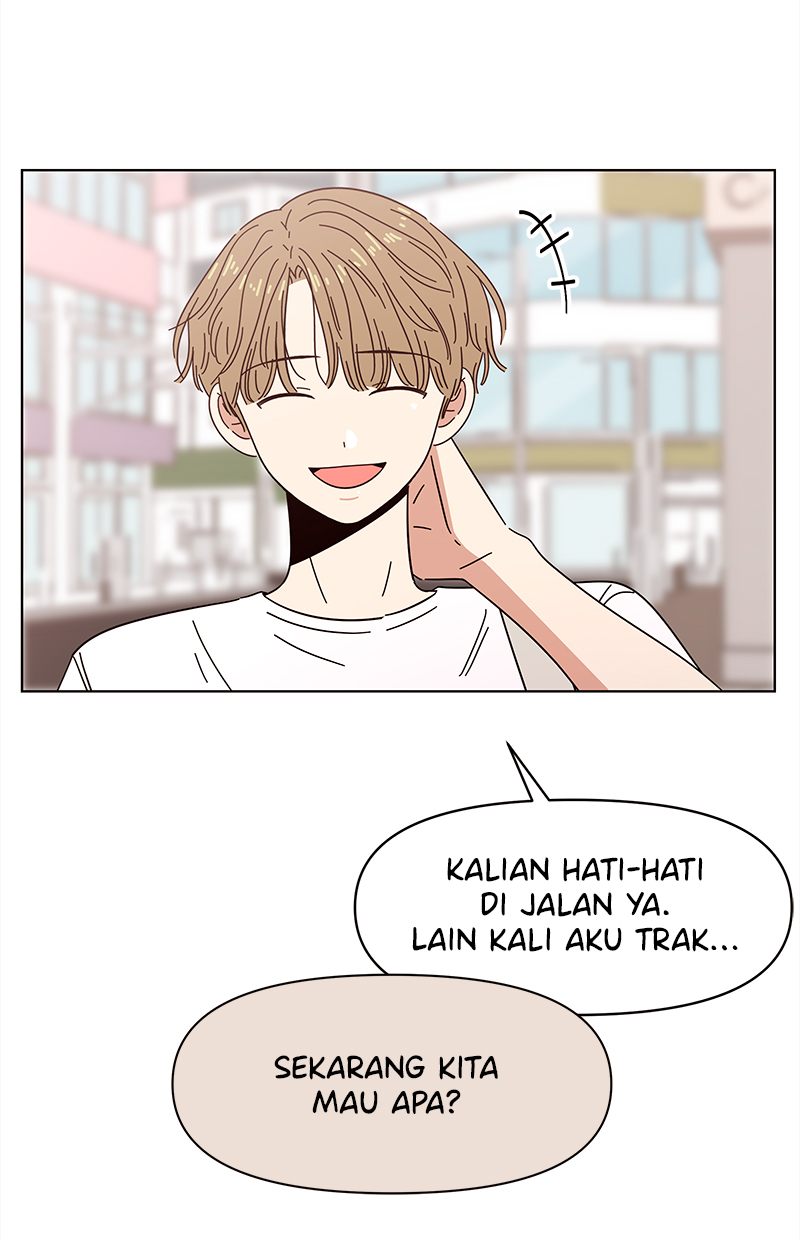 KALIAN HATI-HATI
DI JALAN YA.
LAIN KALI AKU TRAK...
SEKARANG KITA
MAU APA?